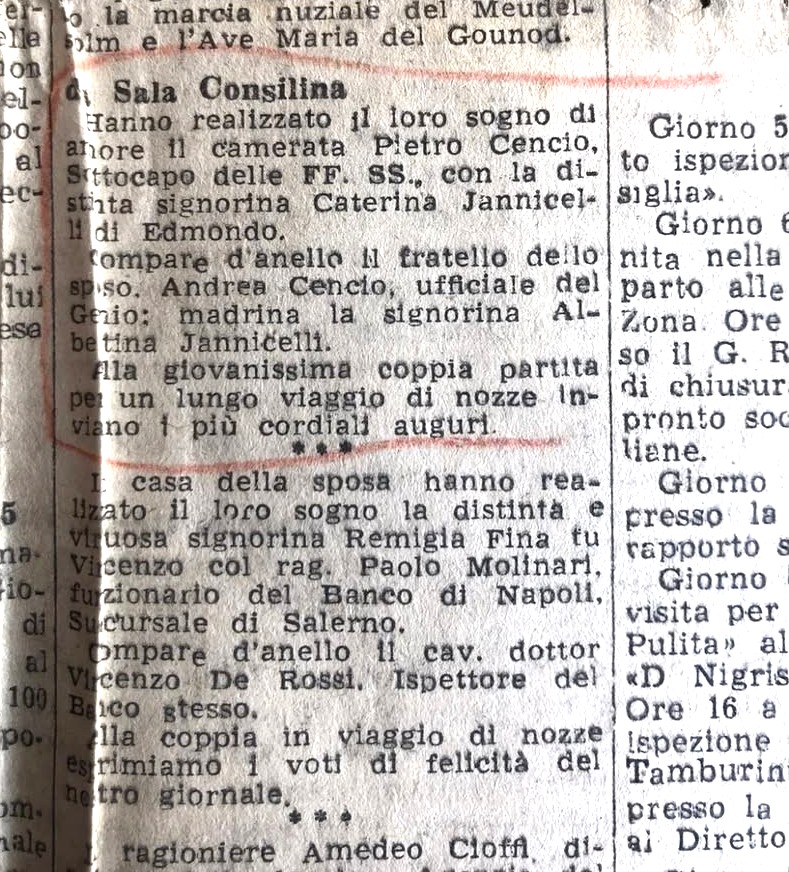 la marcia nuziale del Meudel-
solm e l'Ave Maria del Gounod.
di Sala Consilina
Hanno realizzato il loro sogno di
amore il camerata Pietro Cencio,
Sottocapo delle FF. SS., con la di-
stinta signorina Caterina Jannicel-
li di Edmondo.
Compare d'anello il fratello dello
sposo. Andrea Cencio, ufficiale del
Genio: madrina la signorina Al-
betina Jannicelli.
Alla giovanissima coppia partita
per un lungo viaggio di nozze in-
viano i più cordiali auguri.
***
In casa della sposa hanno rea-
lizzato il loro sogno la distinta e
virtuosa signorina Remigia Fina fu
Vincenzo col rag. Paolo Molinari,
funzionario del Banco di Napoli,
Succursale di Salerno.
Compare d'anello il cav. dottor
Vincenzo De Rossi. Ispettore del
Banco stesso.
Alla coppia in viaggio di nozze
esprimiamo i voti di felicità del
nostro giornale.
***
ragioniere Amedeo Cioffi, di-
Giorno 5
to ispezion
siglia».
Giorno 6
nita nella
parto alle
Zona. Ore
so il G. R
di chiusur
pronto soc
liane.
Giorno
presso la
rapporto s
Giorno
visita per
Pulita» al
«D Nigris
Ore 16 a
ispezione
Tamburin
presso la
ai Diretto